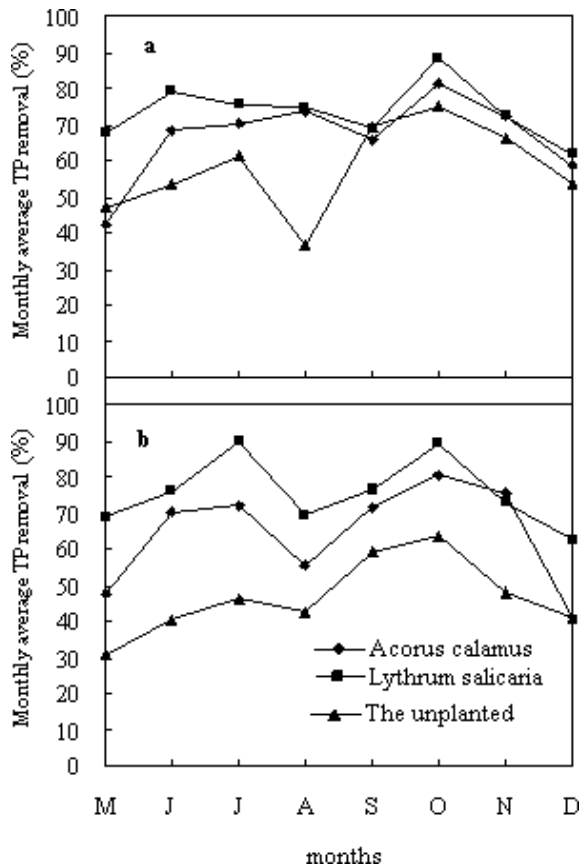 Monthly average TP removal (%)
100
90
80
70
60
50
40
30
20
10
0
a
Monthly average TP removal (%)
100
90
80
70
60
50
40
30
20
10
0
b
Acorus calamus
Lythrum salicaria
The unplanted
M J J A S O N D
months